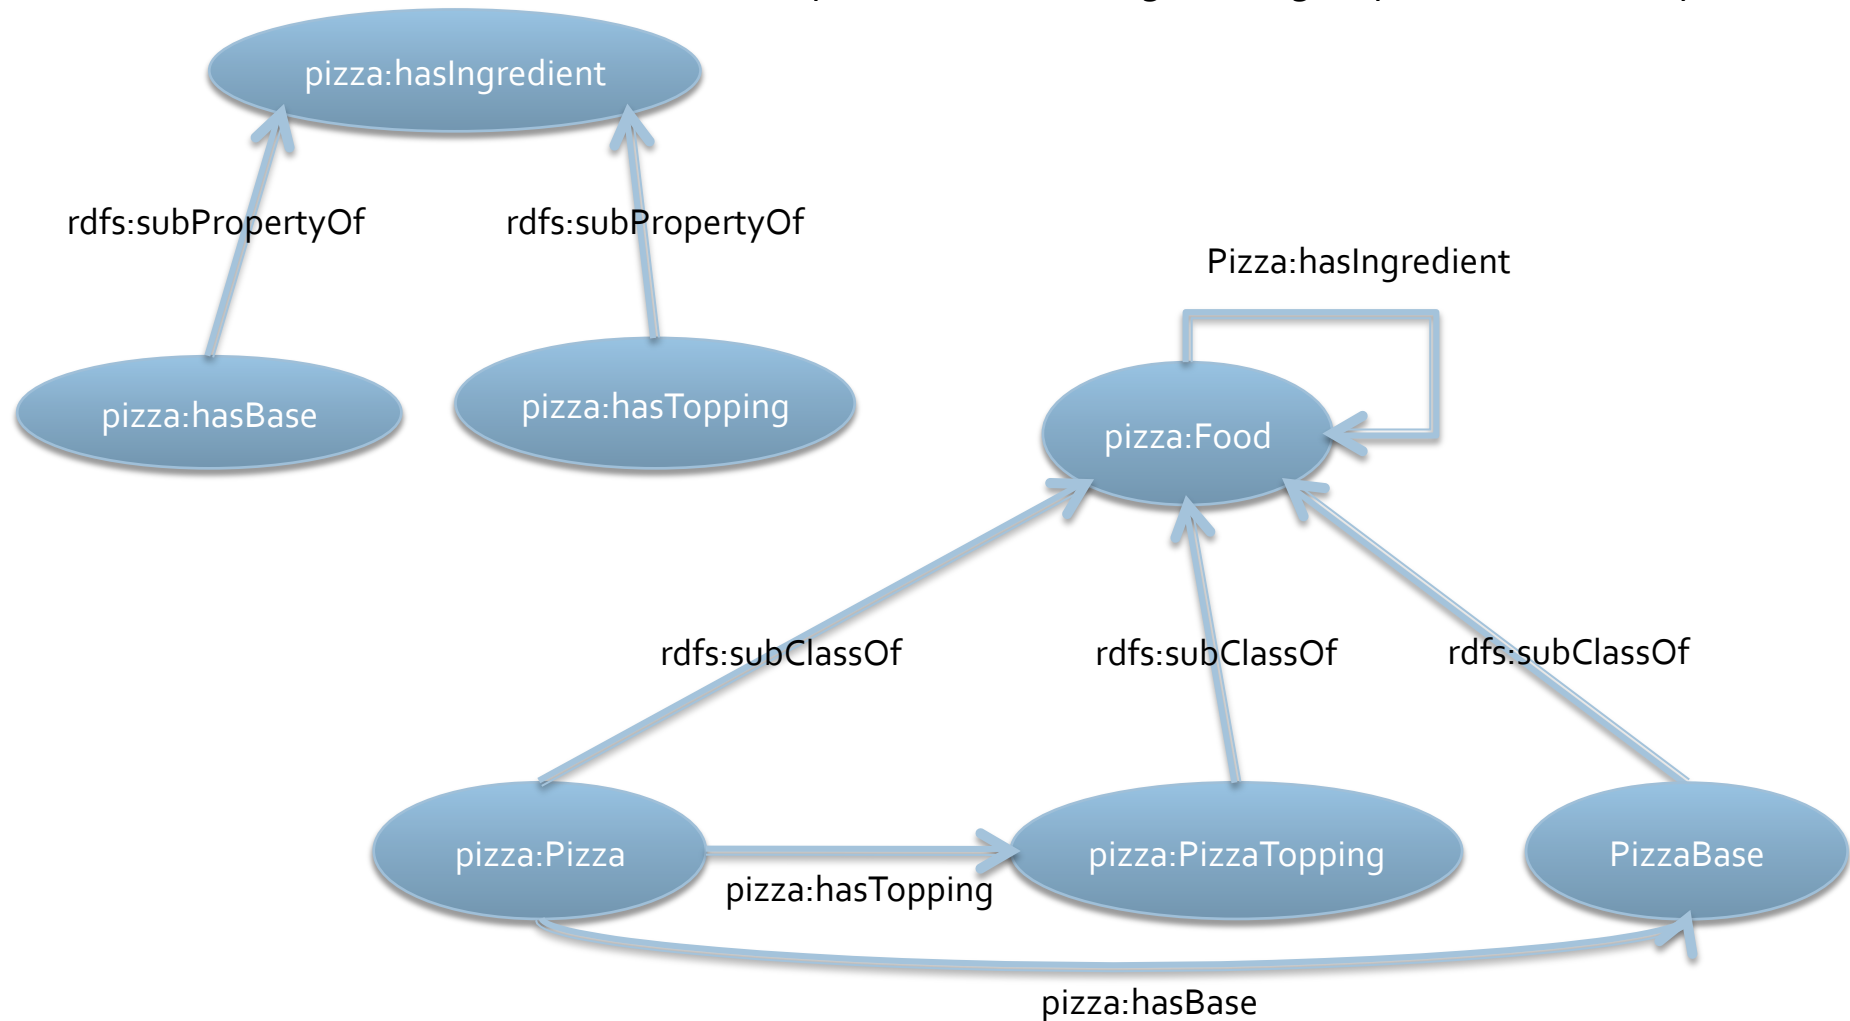 pizza:hasIngredient
rdfs:subPropertyOf
rdfs:subPropertyOf
Pizza:hasIngredient
pizza:hasBase
pizza:hasTopping
pizza:Food
rdfs:subClassOf
rdfs:subClassOf
rdfs:subClassOf
pizza:Pizza
pizza:PizzaTopping
PizzaBase
pizza:hasTopping
pizza:hasBase